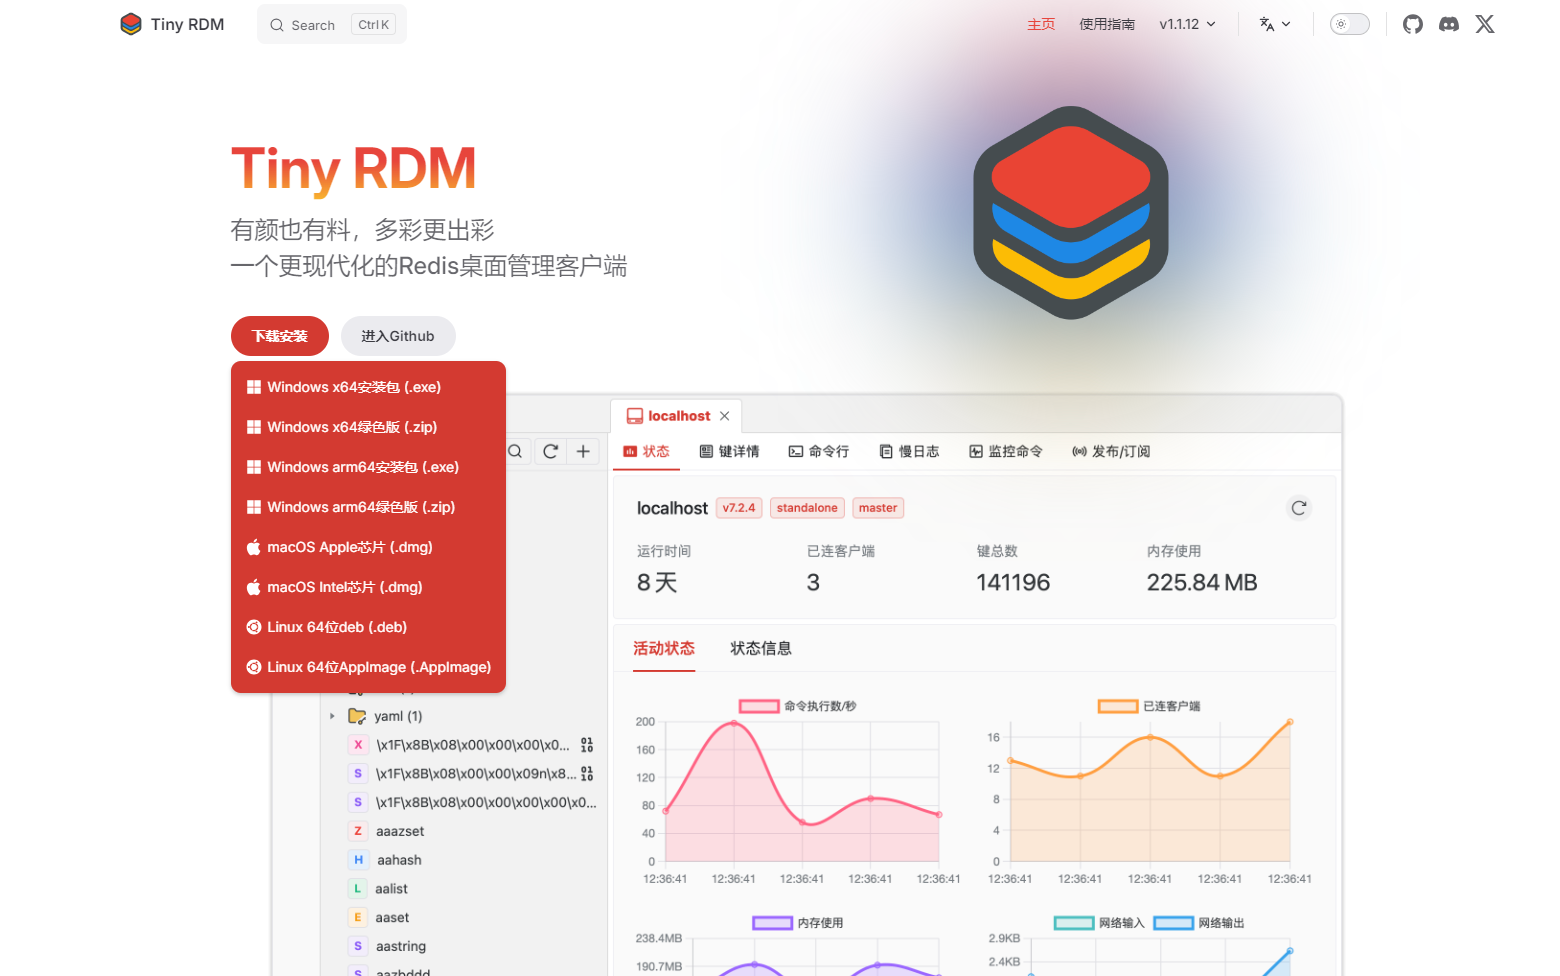 Tiny RDM
Search Ctrl K
主页 使用指南 v1.1.12
Tiny RDM
有颜也有料，多彩更出彩
一个更现代化的Redis桌面管理客户端
下载安装 进入Github
Windows x64安装包 (.exe)
Windows x64绿色版 (.zip)
Windows arm64安装包 (.exe)
Windows arm64绿色版 (.zip)
macOS Apple芯片 (.dmg)
macOS Intel芯片 (.dmg)
Linux 64位deb (.deb)
Linux 64位AppImage (.AppImage)
yaml (1)
X \x1F\x8B\x08\x00\x00\x00\x0... 01 10
S \x1F\x8B\x08\x00\x00\x09n\x8... 01 10
S \x1F\x8B\x08\x00\x00\x00\x00\x0...
Z aaazset
H aahash
L aalist
E aaset
S aastring
S
localhost
状态 键详情 命令行 慢日志 监控命令 发布/订阅
localhost v7.2.4 standalone master
运行时间 已连客户端 键总数 内存使用
8 天 3 141196 225.84 MB
活动状态 状态信息
命令执行数/秒
200
160
120
80
40
0
12:36:41 12:36:41 12:36:41 12:36:41 12:36:41
已连客户端
16
12
8
4
0
12:36:41 12:36:41 12:36:41 12:36:41 12:36:41
内存使用
238.4MB
190.7MB
网络输入 网络输出
2.9KB
2.4KB